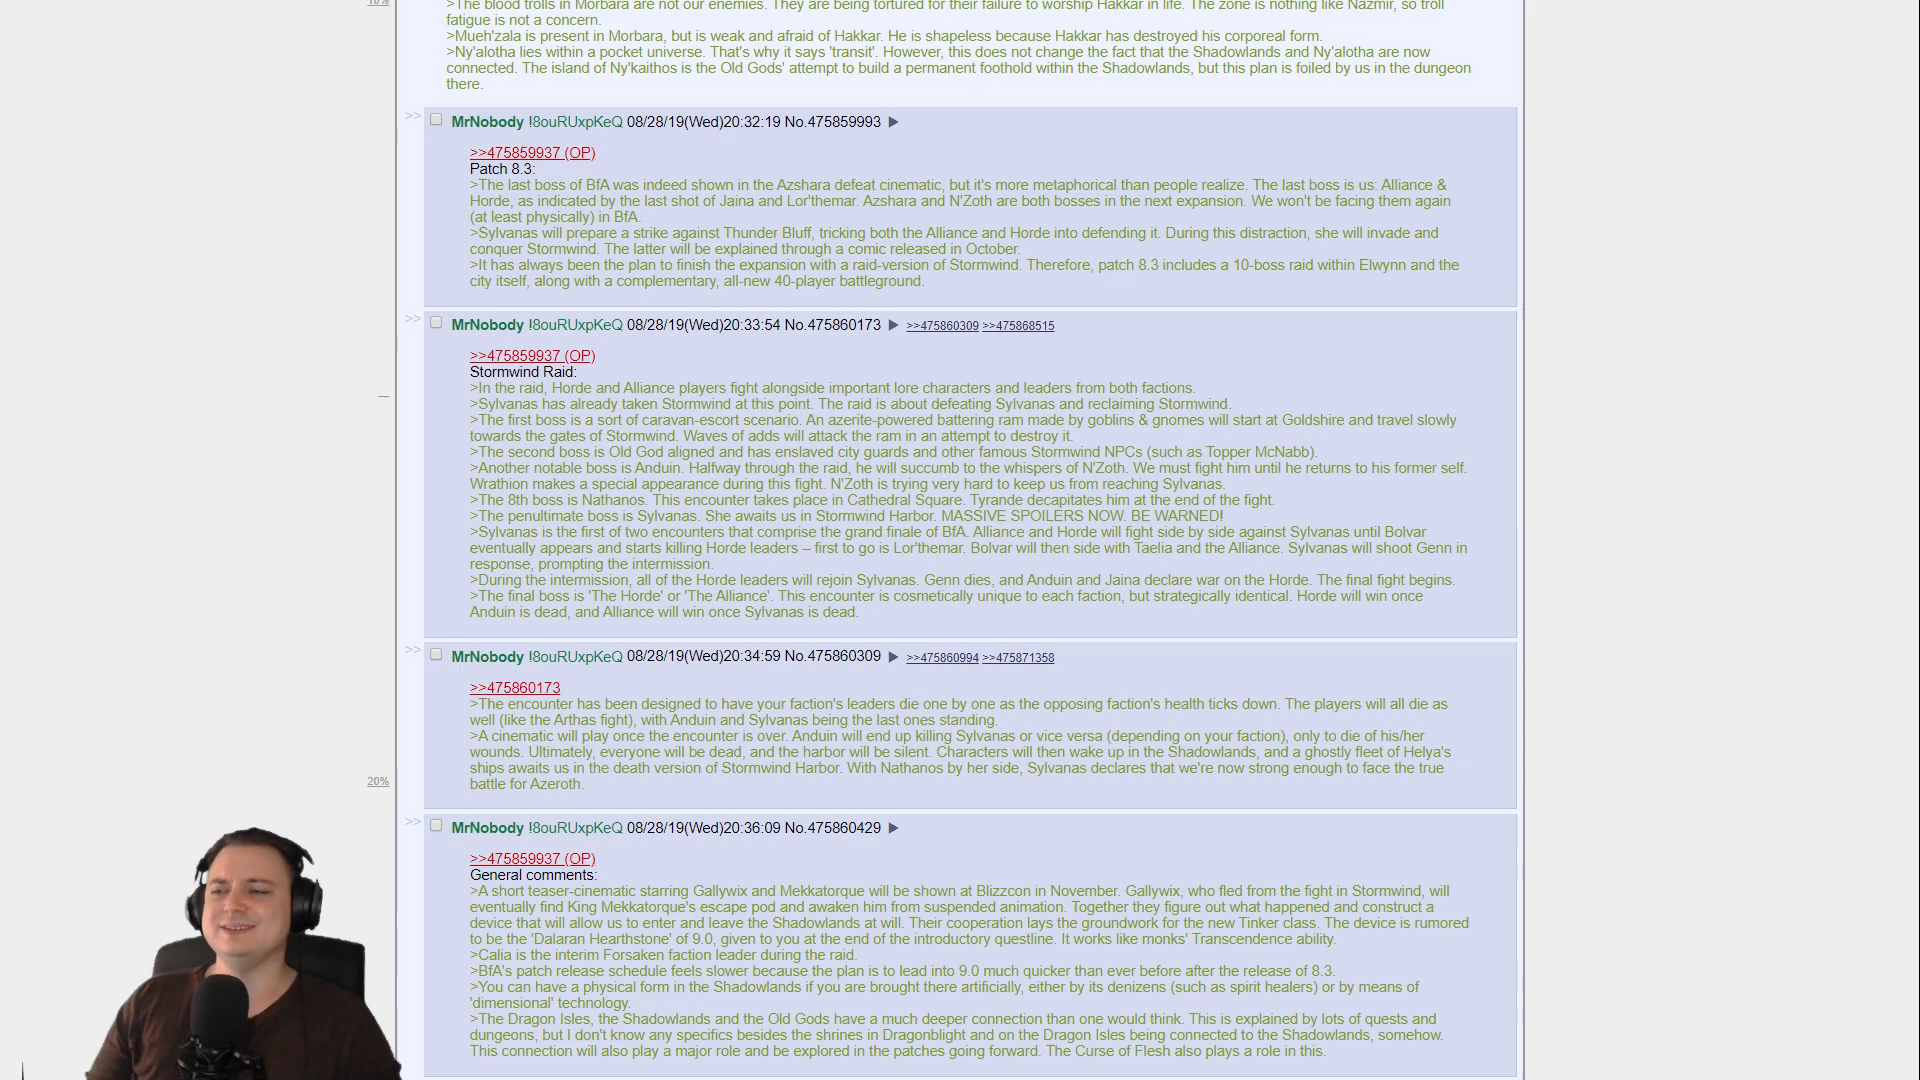 10%
>The blood trolls in Morbara are not our enemies. They are being tortured for their failure to worship Hakkar in life. The zone is nothing like Nazmir, so troll
fatigue is not a concern.
>Mueh'zala is present in Morbara, but is weak and afraid of Hakkar. He is shapeless because Hakkar has destroyed his corporeal form.
>Ny'alotha lies within a pocket universe. That's why it says 'transit'. However, this does not change the fact that the Shadowlands and Ny'alotha are now
connected. The island of Ny'kaithos is the Old Gods' attempt to build a permanent foothold within the Shadowlands, but this plan is foiled by us in the dungeon
there.
>> MrNobody !8ouRUxpKeQ 08/28/19(Wed)20:32:19 No.475859993 ▶
>>475859937 (OP)
Patch 8.3:
>The last boss of BfA was indeed shown in the Azshara defeat cinematic, but it's more metaphorical than people realize. The last boss is us: Alliance &
Horde, as indicated by the last shot of Jaina and Lor'themar. Azshara and N'Zoth are both bosses in the next expansion. We won't be facing them again
(at least physically) in BfA.
>Sylvanas will prepare a strike against Thunder Bluff, tricking both the Alliance and Horde into defending it. During this distraction, she will invade and
conquer Stormwind. The latter will be explained through a comic released in October.
>It has always been the plan to finish the expansion with a raid-version of Stormwind. Therefore, patch 8.3 includes a 10-boss raid within Elwynn and the
city itself, along with a complementary, all-new 40-player battleground.
>> MrNobody !8ouRUxpKeQ 08/28/19(Wed)20:33:54 No.475860173 ▶ >>475860309 >>475868515
>>475859937 (OP)
Stormwind Raid:
>In the raid, Horde and Alliance players fight alongside important lore characters and leaders from both factions.
>Sylvanas has already taken Stormwind at this point. The raid is about defeating Sylvanas and reclaiming Stormwind.
>The first boss is a sort of caravan-escort scenario. An azerite-powered battering ram made by goblins & gnomes will start at Goldshire and travel slowly
towards the gates of Stormwind. Waves of adds will attack the ram in an attempt to destroy it.
>The second boss is Old God aligned and has enslaved city guards and other famous Stormwind NPCs (such as Topper McNabb).
>Another notable boss is Anduin. Halfway through the raid, he will succumb to the whispers of N'Zoth. We must fight him until he returns to his former self.
Wrathion makes a special appearance during this fight. N'Zoth is trying very hard to keep us from reaching Sylvanas.
>The 8th boss is Nathanos. This encounter takes place in Cathedral Square. Tyrande decapitates him at the end of the fight.
>The penultimate boss is Sylvanas. She awaits us in Stormwind Harbor. MASSIVE SPOILERS NOW. BE WARNED!
>Sylvanas is the first of two encounters that comprise the grand finale of BfA. Alliance and Horde will fight side by side against Sylvanas until Bolvar
eventually appears and starts killing Horde leaders – first to go is Lor'themar. Bolvar will then side with Taelia and the Alliance. Sylvanas will shoot Genn in
response, prompting the intermission.
>During the intermission, all of the Horde leaders will rejoin Sylvanas. Genn dies, and Anduin and Jaina declare war on the Horde. The final fight begins.
>The final boss is 'The Horde' or 'The Alliance'. This encounter is cosmetically unique to each faction, but strategically identical. Horde will win once
Anduin is dead, and Alliance will win once Sylvanas is dead.
>> MrNobody !8ouRUxpKeQ 08/28/19(Wed)20:34:59 No.475860309 ▶ >>475860994 >>475871358
>>475860173
>The encounter has been designed to have your faction's leaders die one by one as the opposing faction's health ticks down. The players will all die as
well (like the Arthas fight), with Anduin and Sylvanas being the last ones standing.
>A cinematic will play once the encounter is over. Anduin will end up killing Sylvanas or vice versa (depending on your faction), only to die of his/her
wounds. Ultimately, everyone will be dead, and the harbor will be silent. Characters will then wake up in the Shadowlands, and a ghostly fleet of Helya's
ships awaits us in the death version of Stormwind Harbor. With Nathanos by her side, Sylvanas declares that we're now strong enough to face the true
battle for Azeroth.
20%
>> MrNobody !8ouRUxpKeQ 08/28/19(Wed)20:36:09 No.475860429 ▶
>>475859937 (OP)
General comments:
>A short teaser-cinematic starring Gallywix and Mekkatorque will be shown at Blizzcon in November. Gallywix, who fled from the fight in Stormwind, will
eventually find King Mekkatorque's escape pod and awaken him from suspended animation. Together they figure out what happened and construct a
device that will allow us to enter and leave the Shadowlands at will. Their cooperation lays the groundwork for the new Tinker class. The device is rumored
to be the 'Dalaran Hearthstone' of 9.0, given to you at the end of the introductory questline. It works like monks' Transcendence ability.
>Calia is the interim Forsaken faction leader during the raid.
>BfA's patch release schedule feels slower because the plan is to lead into 9.0 much quicker than ever before after the release of 8.3.
>You can have a physical form in the Shadowlands if you are brought there artificially, either by its denizens (such as spirit healers) or by means of
'dimensional' technology.
>The Dragon Isles, the Shadowlands and the Old Gods have a much deeper connection than one would think. This is explained by lots of quests and
dungeons, but I don't know any specifics besides the shrines in Dragonblight and on the Dragon Isles being connected to the Shadowlands, somehow.
This connection will also play a major role and be explored in the patches going forward. The Curse of Flesh also plays a role in this.